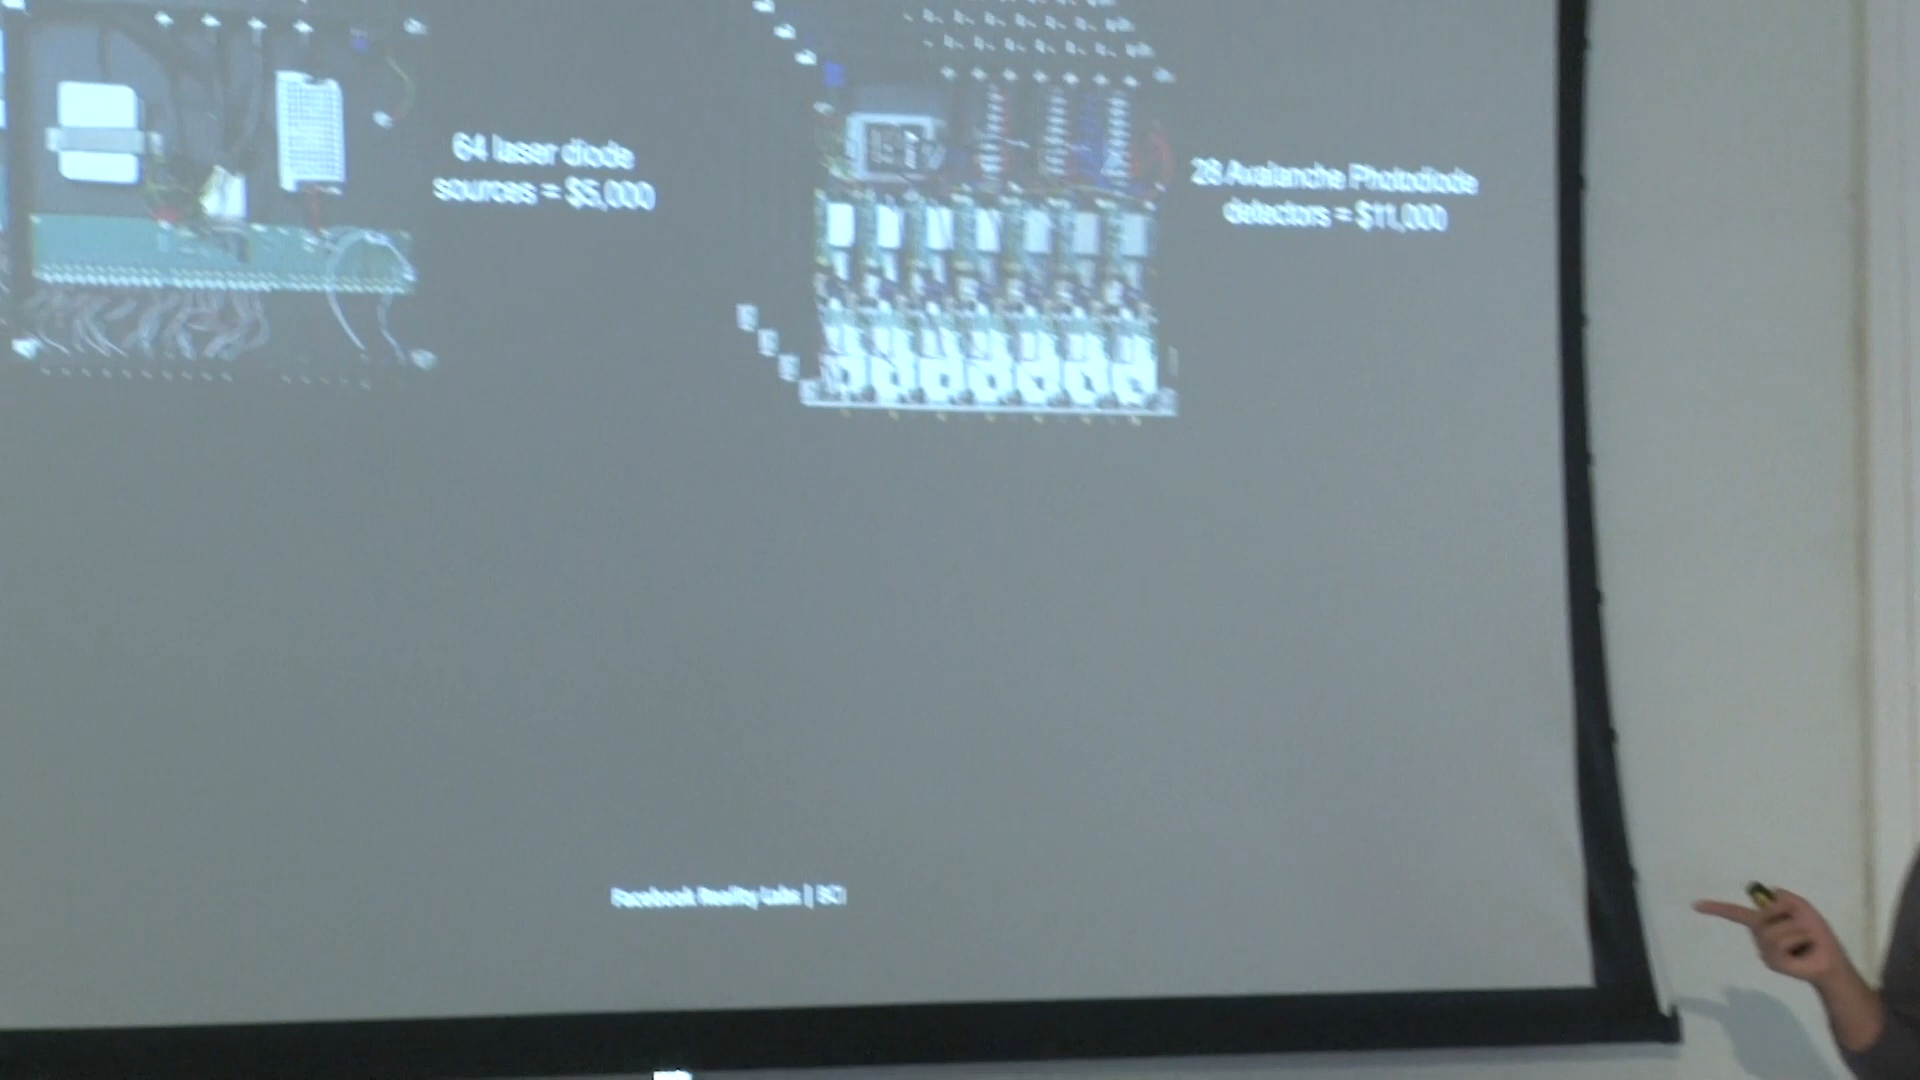 64 laser diode
sources = $5,000
28 Avalanche Photodiode
detectors = $11,000
Facebook Reality Labs | BCI